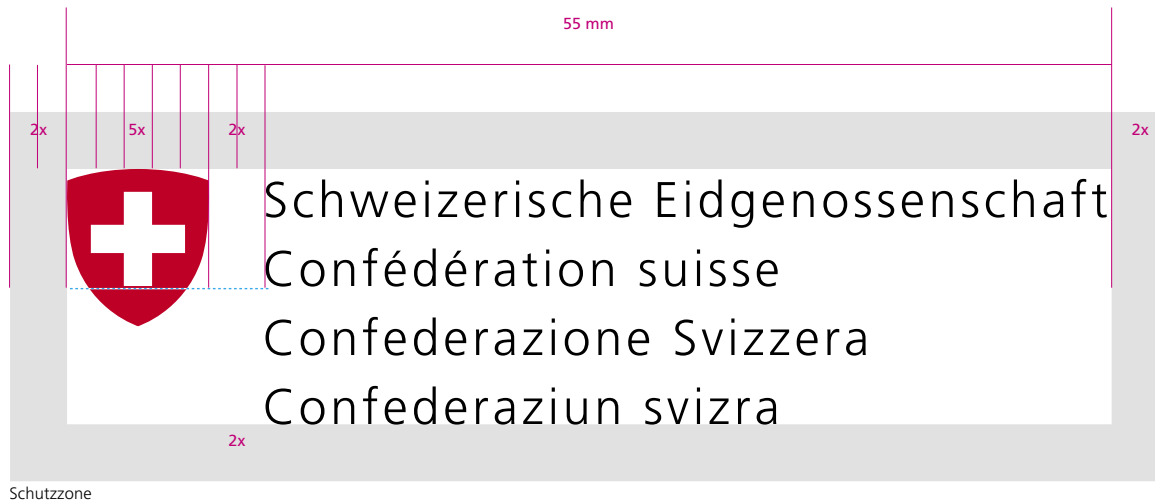 55 mm
2x 5x 2x 2x
Schweizerische Eidgenossenschaft
Confédération suisse
Confederazione Svizzera
Confederaziun svizra
2x
Schutzzone